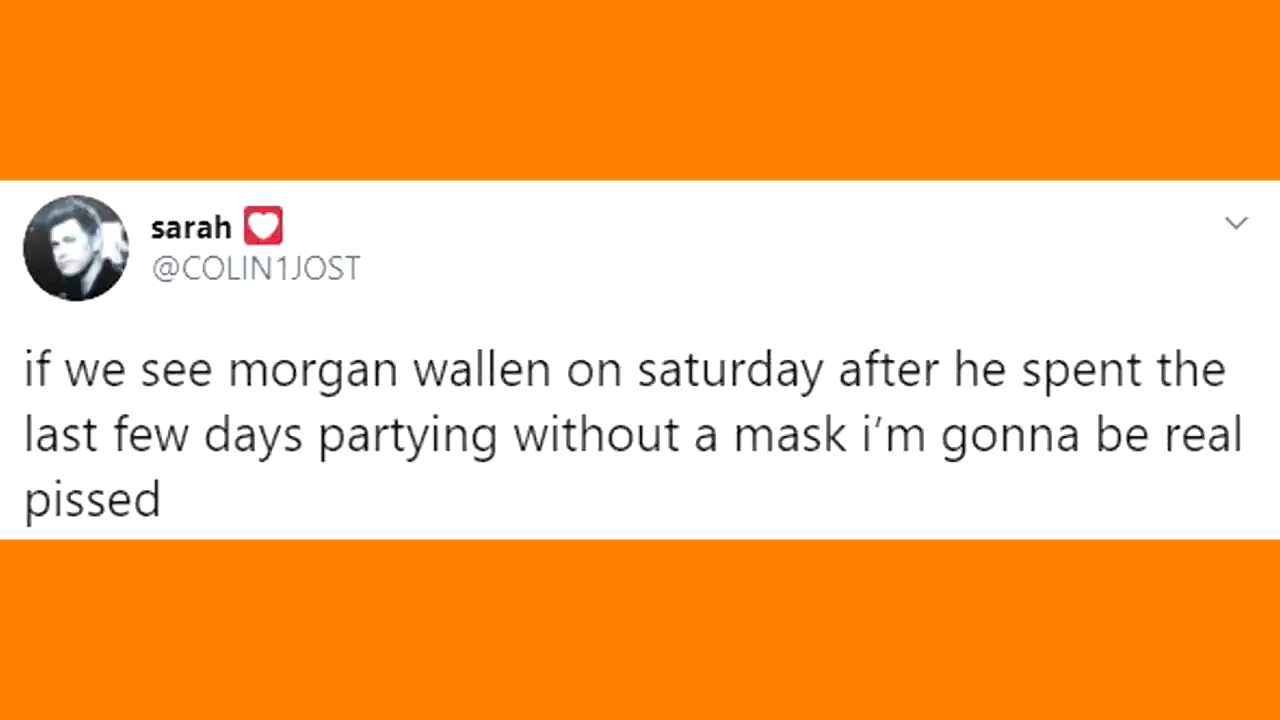 sarah 💟
@COLIN1JOST
if we see morgan wallen on saturday after he spent the
last few days partying without a mask i’m gonna be real
pissed